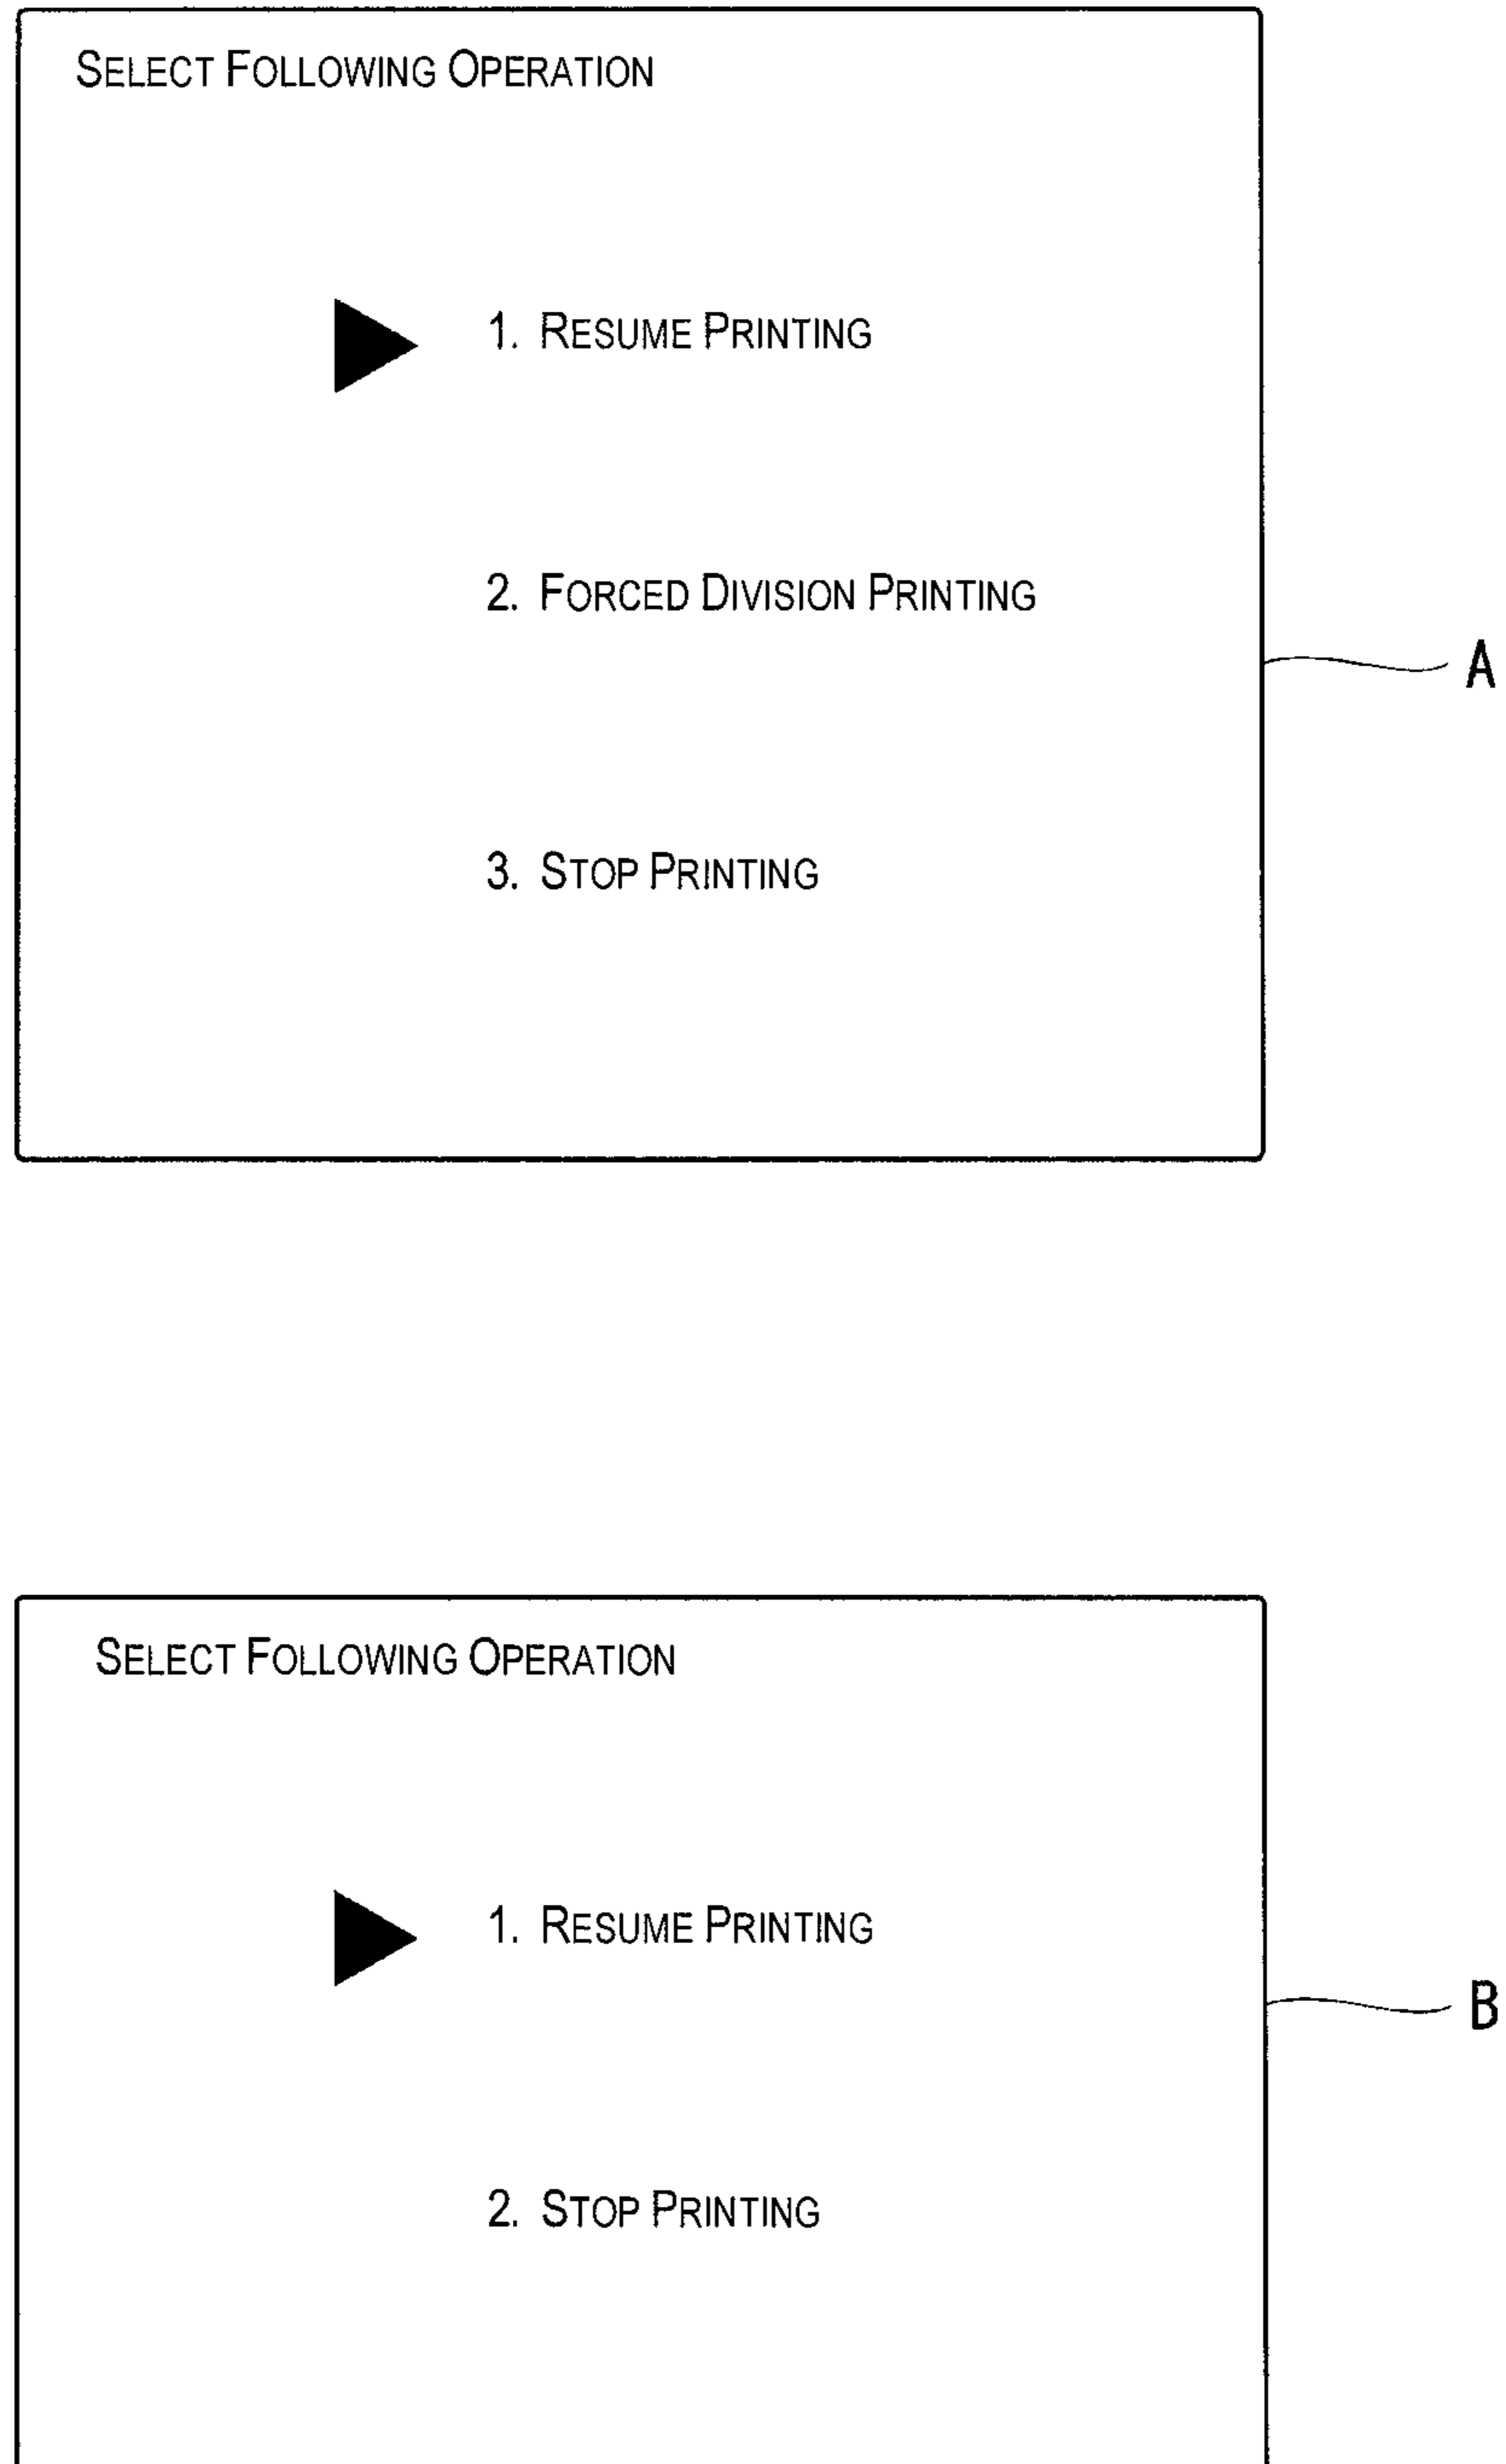 SELECT FOLLOWING OPERATION
1. RESUME PRINTING
2. FORCED DIVISION PRINTING
A
3. STOP PRINTING
SELECT FOLLOWING OPERATION
1. RESUME PRINTING
B
2. STOP PRINTING